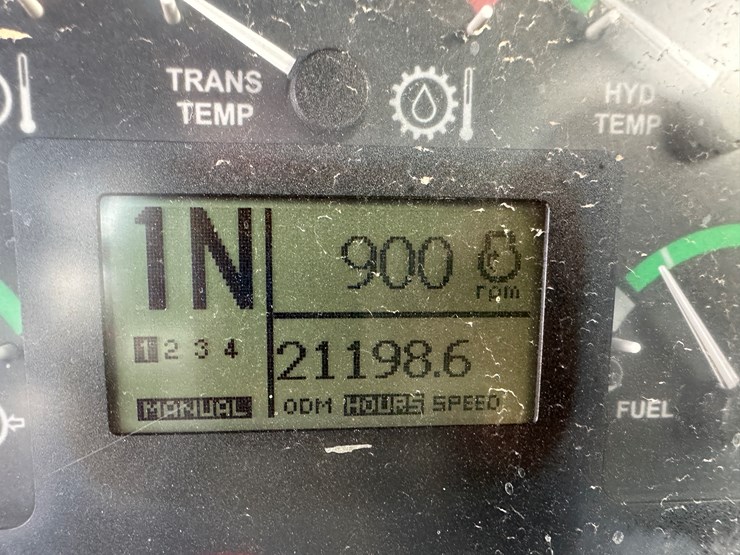 TRANS
TEMP
HYD
TEMP
1N
900
rpm
1 2 3 4
21198.6
MANUAL
ODM HOURS SPEED
FUEL